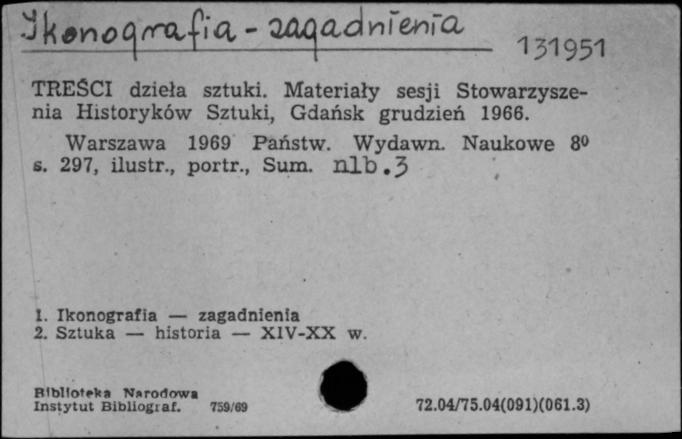 Ikonografia - zagadnienia
131951
TREŚCI dzieła sztuki. Materiały sesji Stowarzysze-
nia Historyków Sztuki, Gdańsk grudzień 1966.
Warszawa 1969 Państw. Wydawn. Naukowe 8⁰
s. 297, ilustr., portr., Sum. nlb.3
1. Ikonografia — zagadnienia
2. Sztuka — historia — XIV-XX w.
Biblioteka Narodowa
Instytut Bibliograf. 759/69
72.04/75.04(091)(061.3)